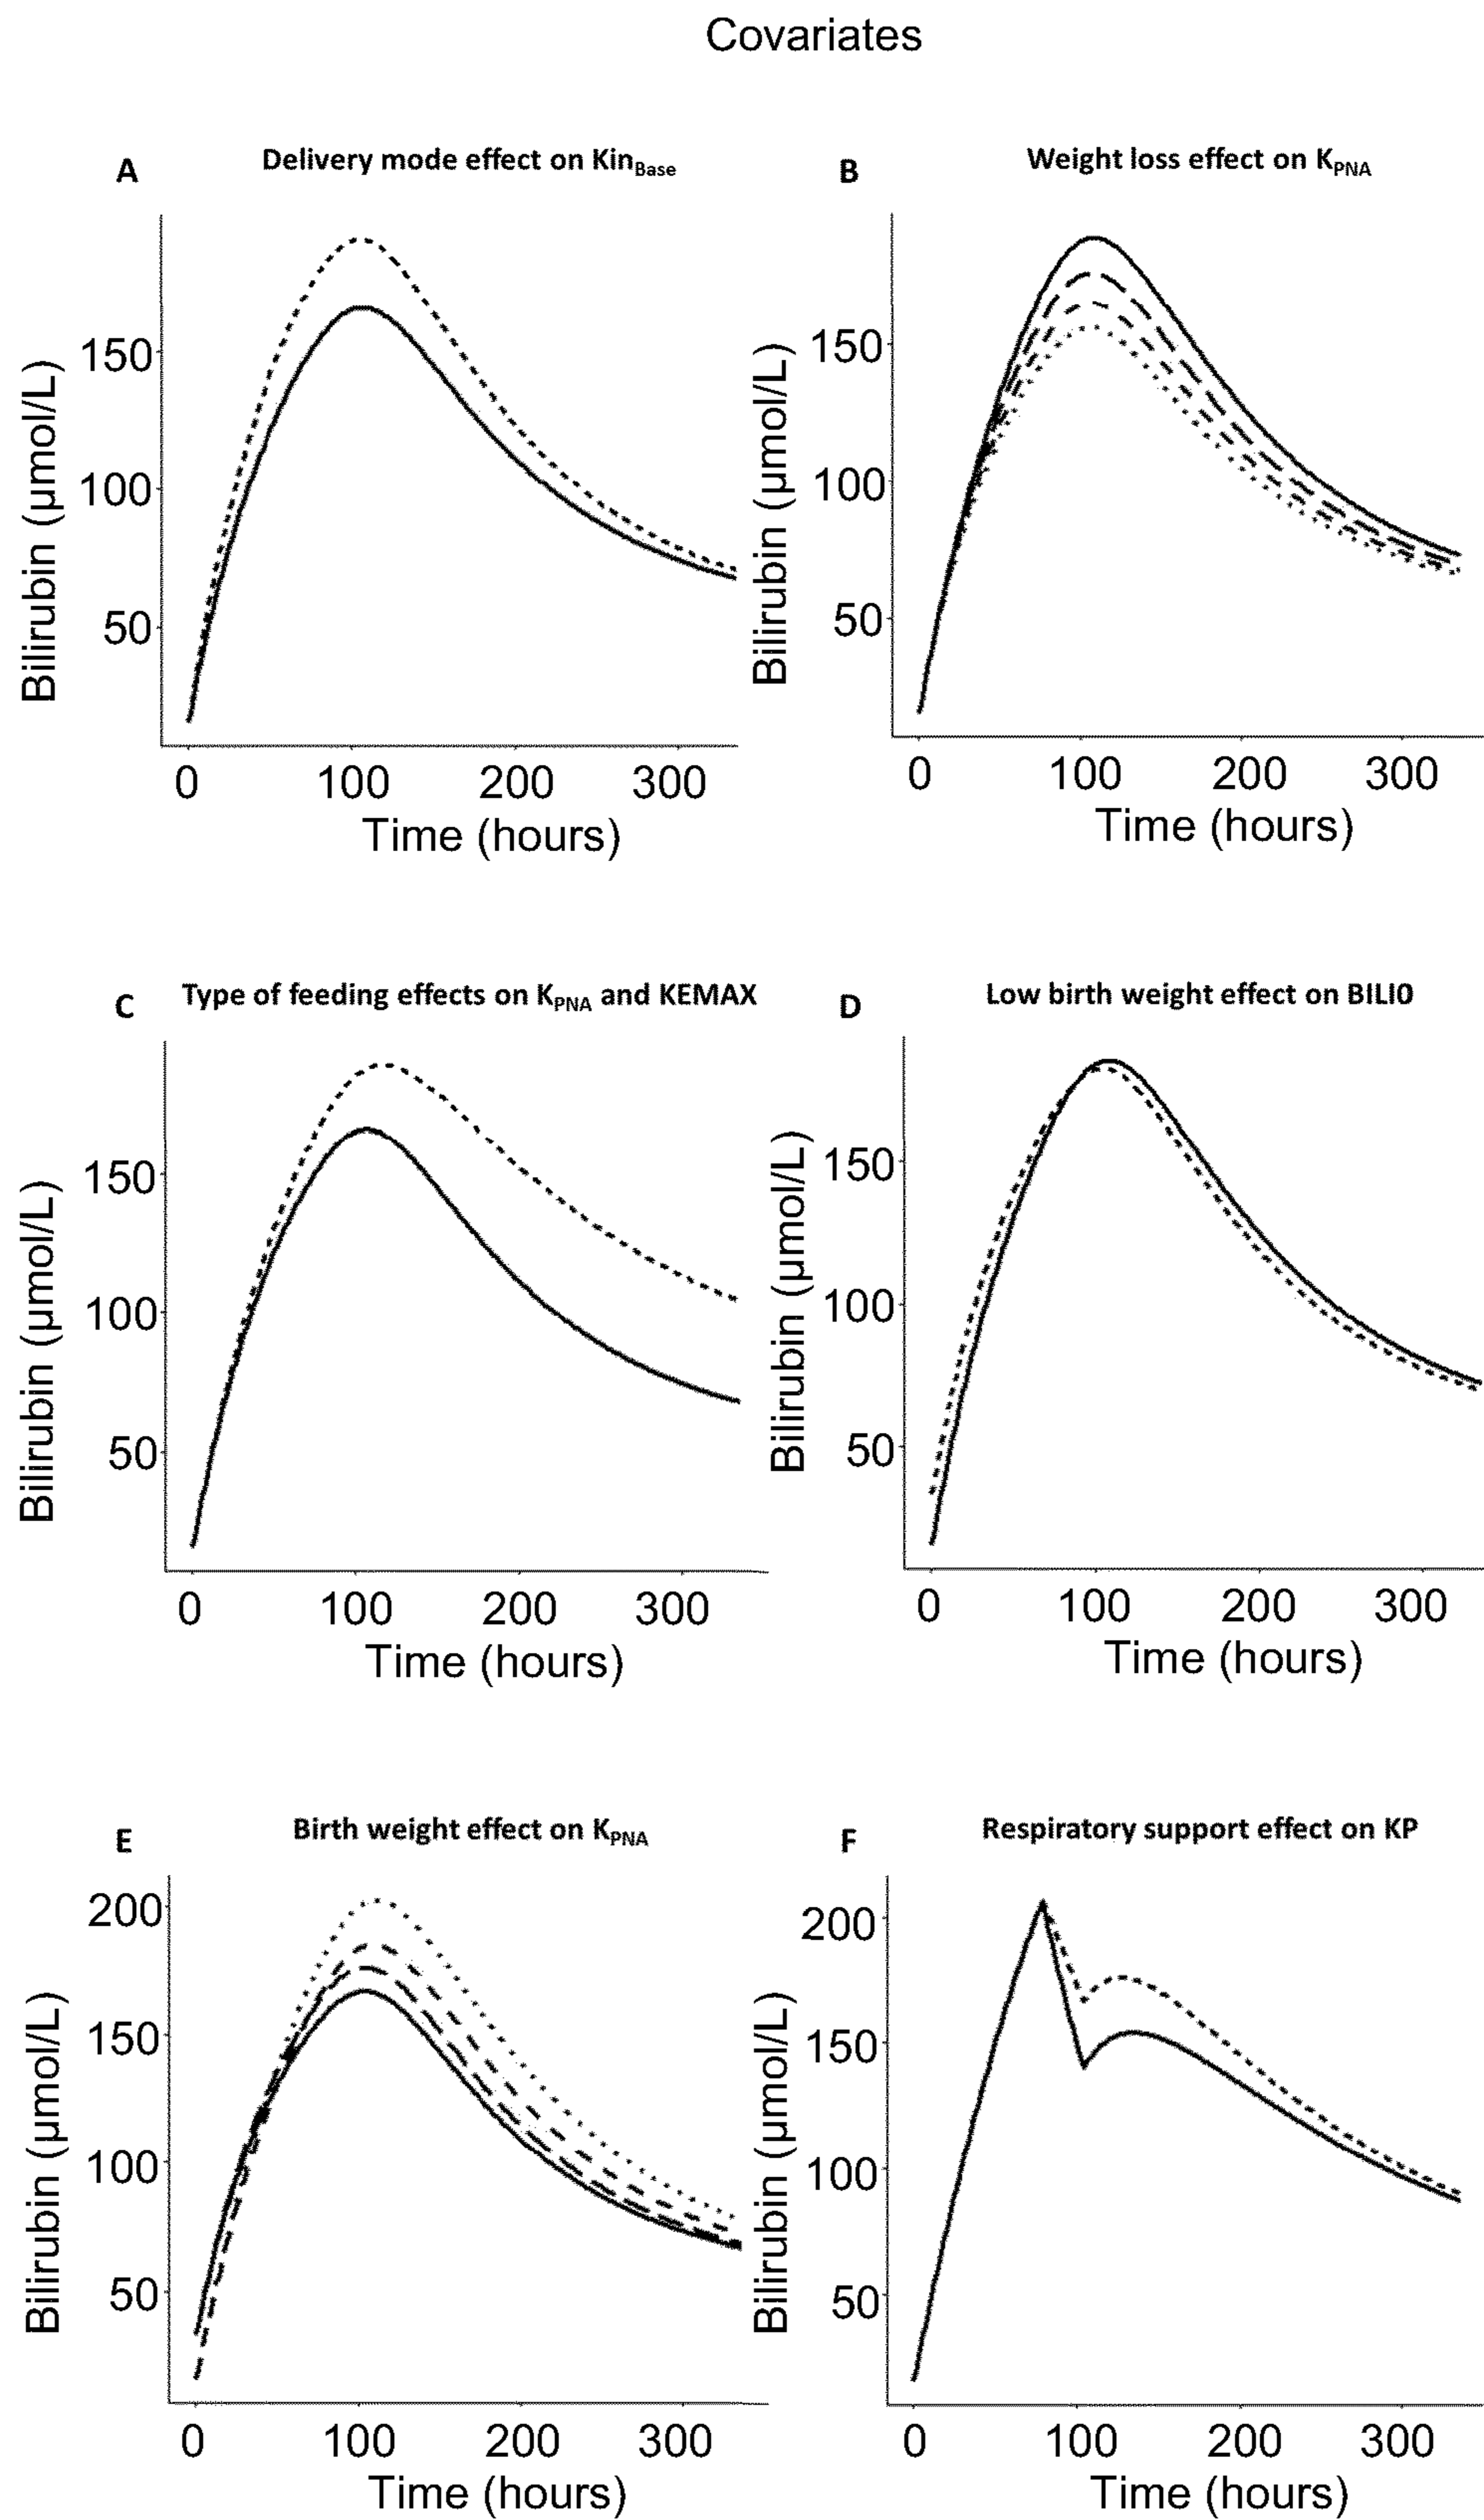 Covariates
A Delivery mode effect on KinBase
Bilirubin (µmol/L)
150
100
50
0 100 200 300
Time (hours)
B Weight loss effect on KPNA
Bilirubin (µmol/L)
150
100
50
0 100 200 300
Time (hours)
C Type of feeding effects on KPNA and KEMAX
Bilirubin (µmol/L)
150
100
50
0 100 200 300
Time (hours)
D Low birth weight effect on BILI0
Bilirubin (µmol/L)
150
100
50
0 100 200 300
Time (hours)
E Birth weight effect on KPNA
Bilirubin (µmol/L)
200
150
100
50
0 100 200 300
Time (hours)
F Respiratory support effect on KP
Bilirubin (µmol/L)
200
150
100
50
0 100 200 300
Time (hours)